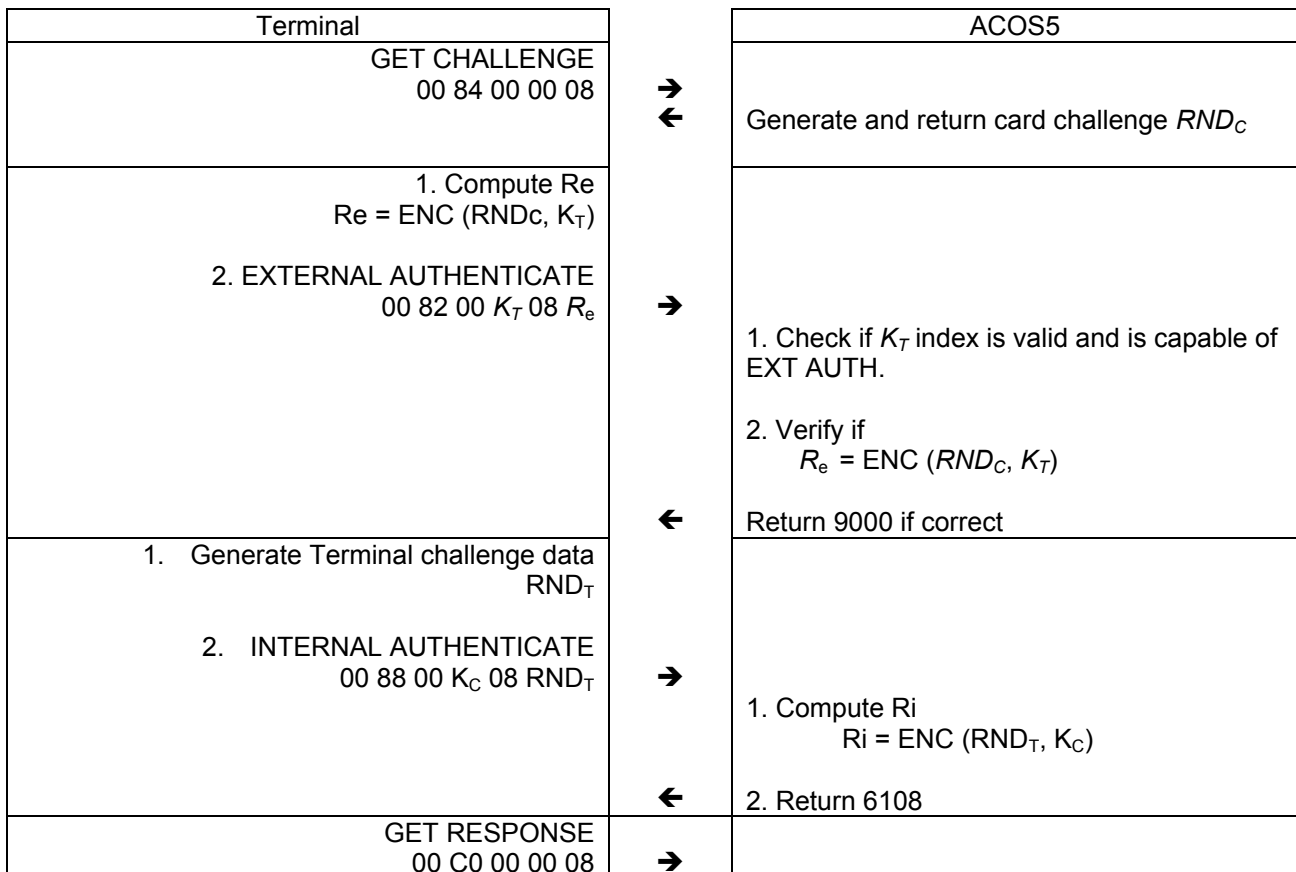 Terminal ACOS5
GET CHALLENGE
00 84 00 00 08 ➔
🡸 Generate and return card challenge RNDC
1. Compute Re
Re = ENC (RNDc, KT)
2. EXTERNAL AUTHENTICATE
00 82 00 KT 08 Re ➔
1. Check if KT index is valid and is capable of
EXT AUTH.
2. Verify if
Re = ENC (RNDC, KT)
🡸 Return 9000 if correct
1. Generate Terminal challenge data
RNDT
2. INTERNAL AUTHENTICATE
00 88 00 KC 08 RNDT ➔
1. Compute Ri
Ri = ENC (RNDT, KC)
🡸 2. Return 6108
GET RESPONSE
00 C0 00 00 08 ➔